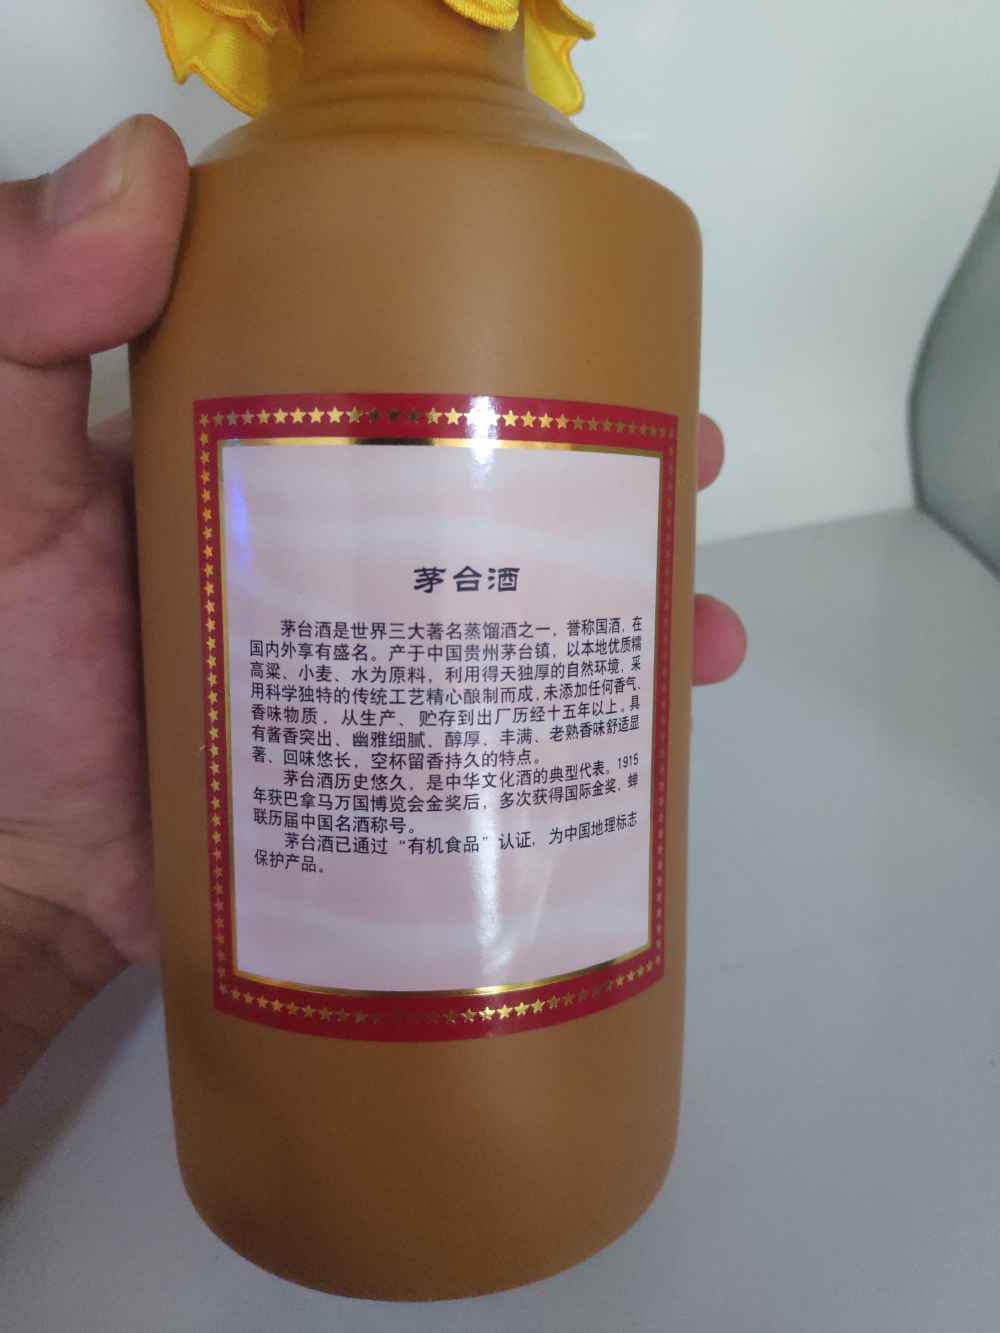 茅台酒
茅台酒是世界三大著名蒸馏酒之一，誉称国酒，在
国内外享有盛名。产于中国贵州茅台镇，以本地优质糯
高粱、小麦、水为原料，利用得天独厚的自然环境，采
用科学独特的传统工艺精心酿制而成，未添加任何香气、
香味物质，从生产、贮存到出厂历经十五年以上。具
有酱香突出、幽雅细腻、醇厚、丰满、老熟香味舒适显
著、回味悠长，空杯留香持久的特点。
茅台酒历史悠久，是中华文化酒的典型代表。1915
年获巴拿马万国博览会金奖后，多次获得国际金奖、蝉
联历届中国名酒称号。
茅台酒已通过“有机食品”认证，为中国地理标志
保护产品。